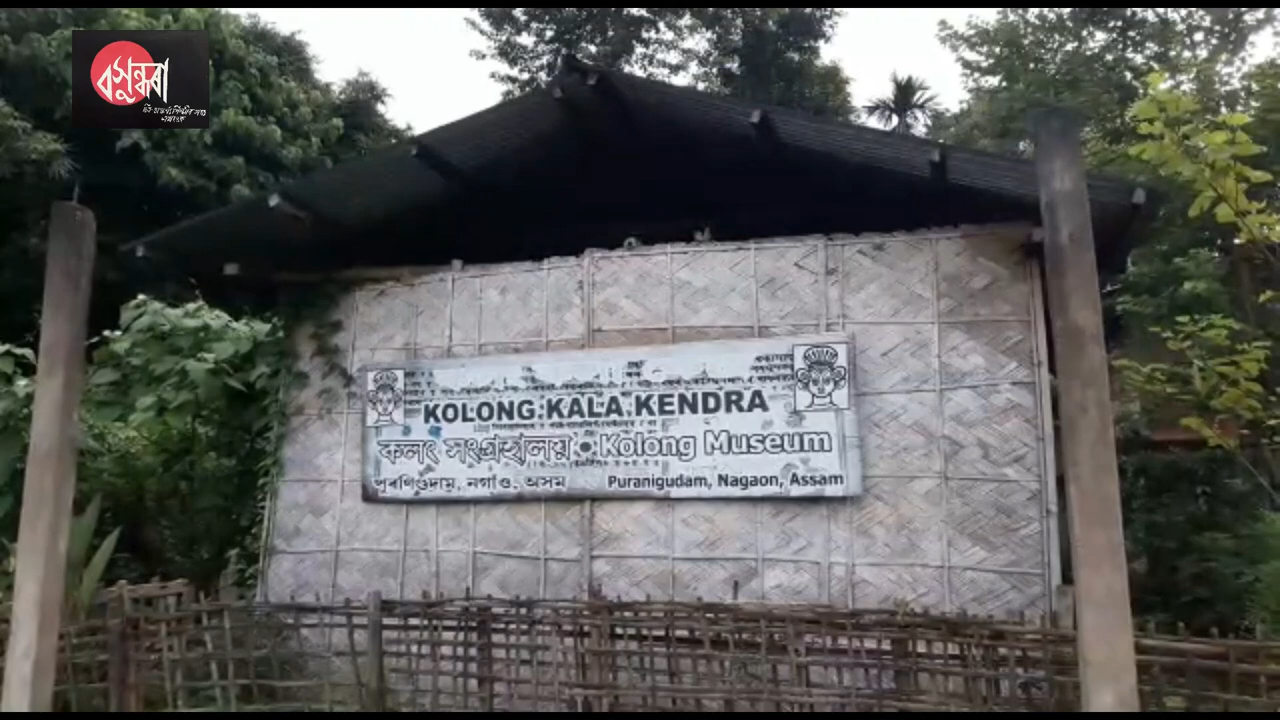 বসুন্ধৰা
KOLONG KALA KENDRA
কলং সংগ্ৰহালয় • Kolong Museum
পুৰণিগুদাম, নগাঁও, অসম Puranigudam, Nagaon, Assam